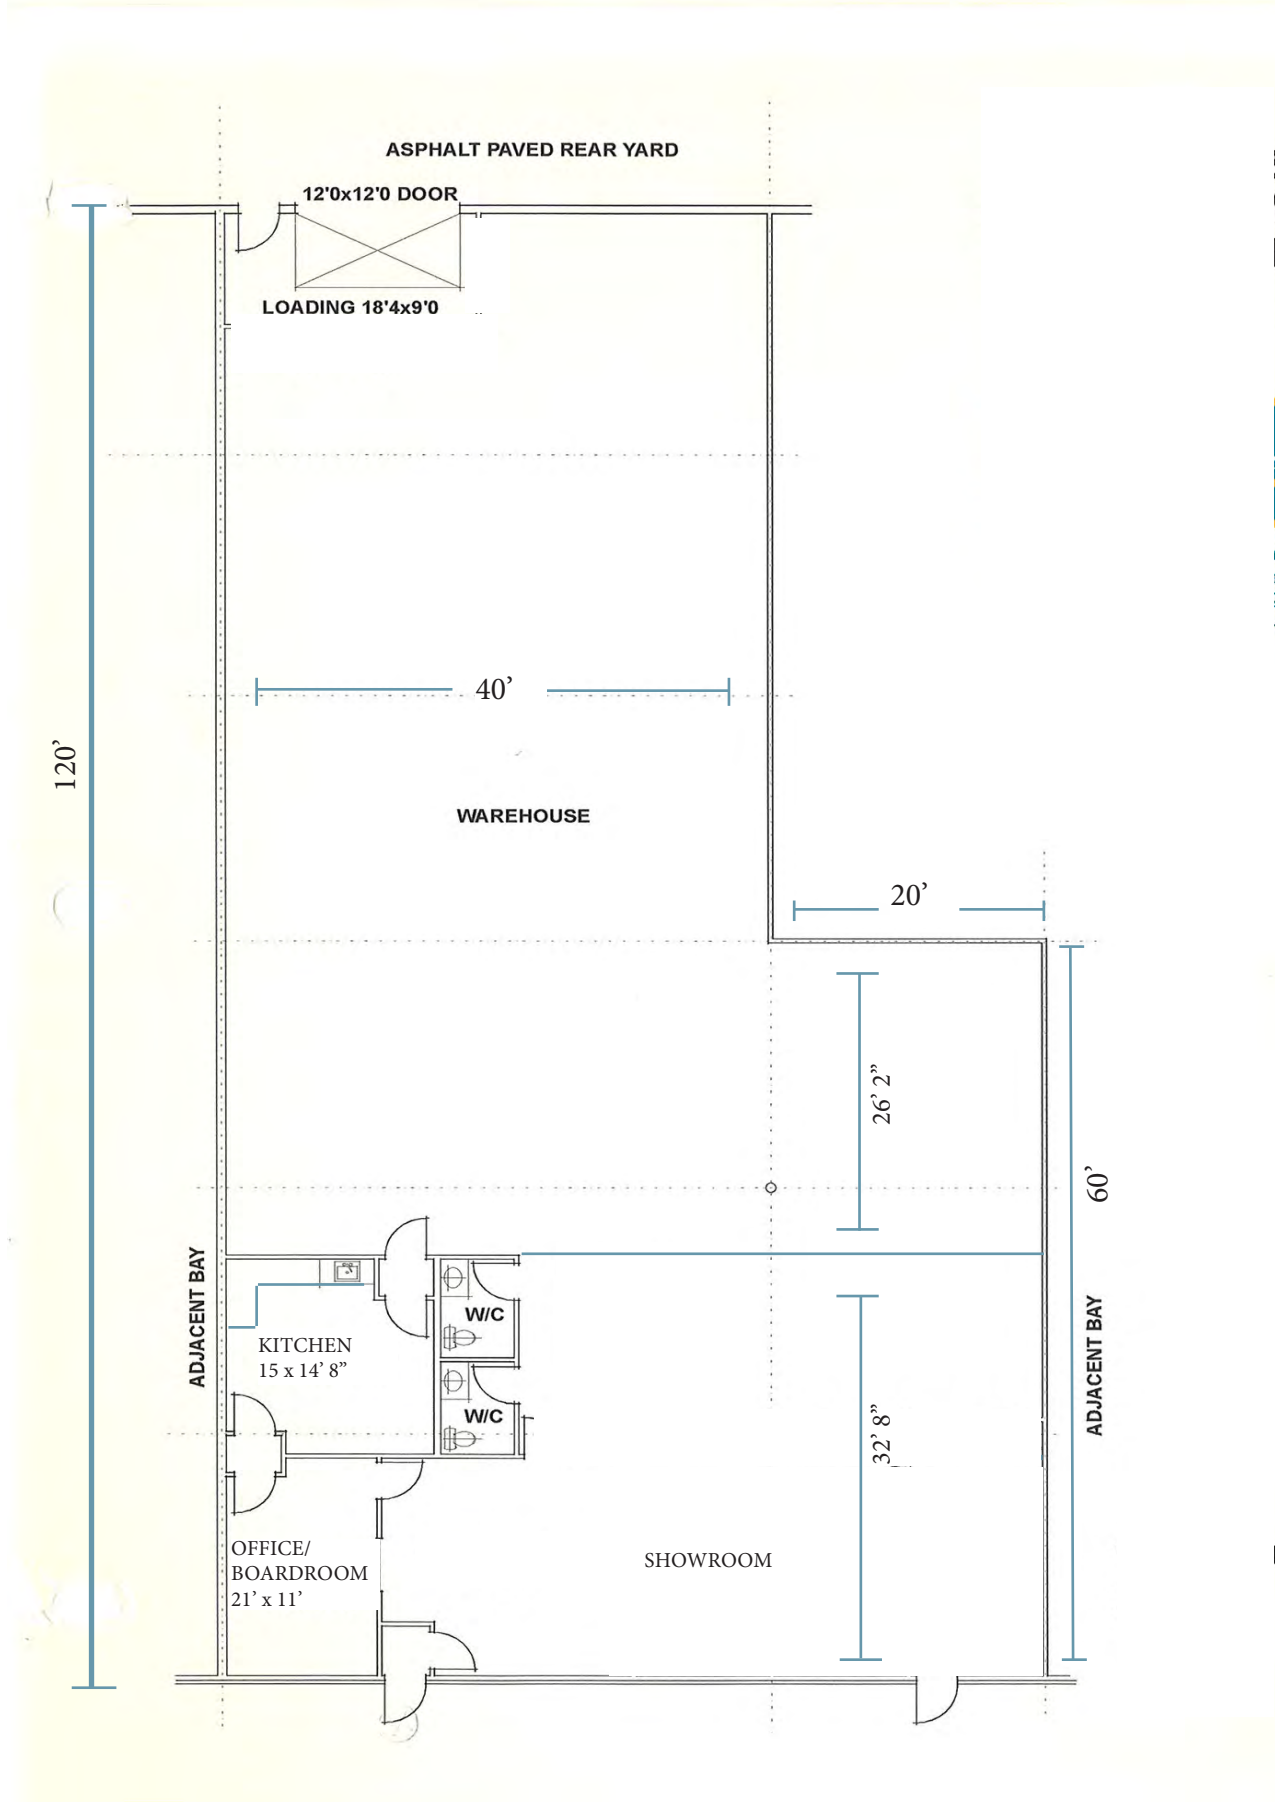 ASPHALT PAVED REAR YARD
12'0x12'0 DOOR
LOADING 18'4x9'0
40’
120’
WAREHOUSE
20’
26’ 2”
60’
ADJACENT BAY
W/C
KITCHEN
15 x 14’ 8”
ADJACENT BAY
W/C
32’ 8”
OFFICE/
BOARDROOM
21’ x 11’
SHOWROOM